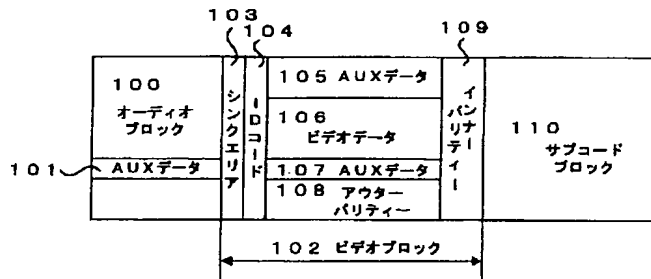 103
104
109
100
オーディオ
ブロック
101
AUXデータ
シンクエリア
IDコード
105 AUXデータ
106
ビデオデータ
107 AUXデータ
108 アウター
パリティー
インナー
パリティー
110
サブコード
ブロック
102 ビデオブロック